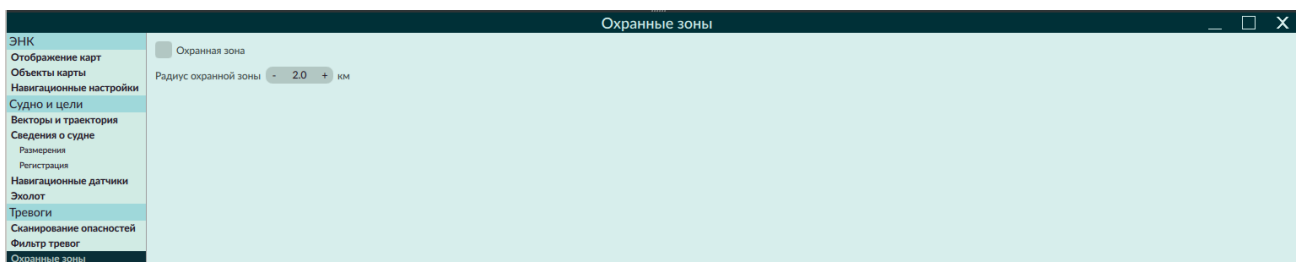 Охранные зоны
ЭНК
Отображение карт
Объекты карты
Навигационные настройки
Судно и цели
Векторы и траектория
Сведения о судне
Размерения
Регистрация
Навигационные датчики
Эхолот
Тревоги
Сканирование опасностей
Фильтр тревог
Охранные зоны
Охранная зона
Радиус охранной зоны - 2.0 + км